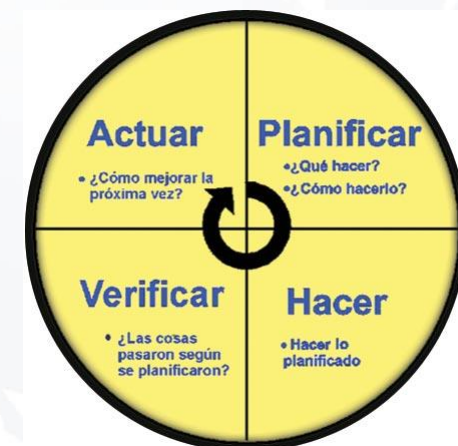 Actuar
• ¿Cómo mejorar la
próxima vez?
Planificar
•¿Qué hacer?
•¿Cómo hacerlo?
Verificar
• ¿Las cosas
pasaron según
se planificaron?
Hacer
• Hacer lo
planificado